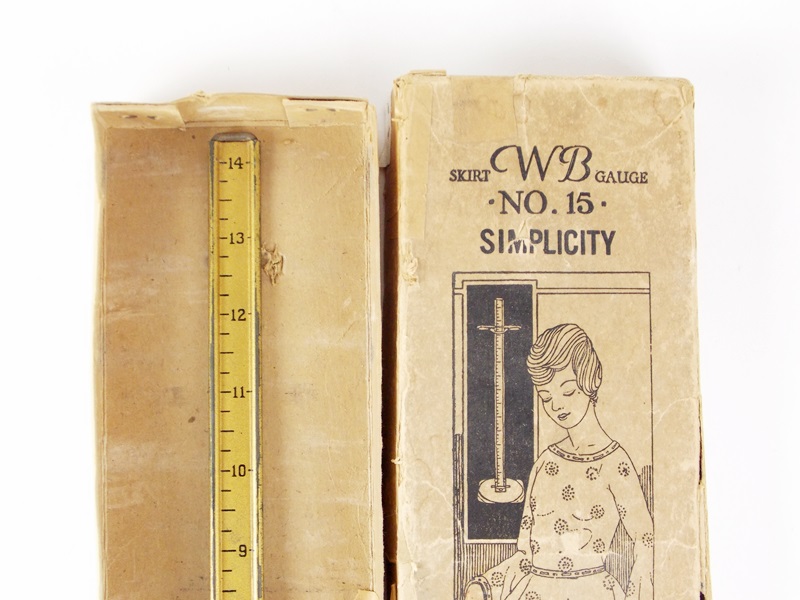 14
13
12
11
10
9
SKIRT WB GAUGE
·NO. 15·
SIMPLICITY